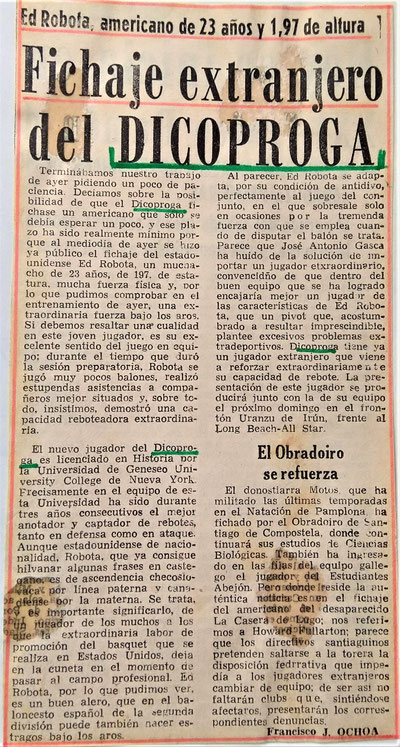 Ed Robota, americano de 23 años y 1,97 de altura
Fichaje extranjero
del DICOPROGA
Terminábamos nuestro trabajo
de ayer pidiendo un poco de pa-
ciencia. Decíamos sobre la po-
sibilidad de que el Dicoproga fi-
chase un americano que sólo se
debía esperar un poco, y ese pla-
zo ha sido realmente mínimo por-
que al mediodía de ayer se hizo
ya público el fichaje del estado-
unidense Ed Robota, un mucha-
cho de 23 años, 197. de esta-
tura, mucha fuerza física y, por
lo que pudimos comprobar en el
entrenamiento de ayer, una ex-
traordinaria fuerza bajo los aros.
Si debemos resaltar una cualidad
en este joven jugador, es su ex-
celente sentido del juego en equi-
po; durante el tiempo que duró
la sesión preparatoria, Robota se
jugó muy pocos balones, realizó
estupendas asistencias a compa-
ñeros mejor situados y, sobre to-
do, insistimos, demostró una ca-
pacidad reboteadora extraordina-
ria.
El nuevo jugador del Dicopro-
ga es licenciado en Historia por
la Universidad de Geneseo Uni-
versity College de Nueva York.
Precisamente en el equipo de es-
ta Universidad ha sido durante
tres años consecutivos el mejor
anotador y captador de rebotes,
tanto en defensa como en ataque.
Aunque estadounidense de nacio-
nalidad, Robota, que ya consigue
hilvanar algunas frases en caste-
llano, es de ascendencia checoslo-
vaca por línea paterna y cana-
diense por la materna. Se trata,
y es importante significarlo, de
un jugador de los muchos a los
que la extraordinaria labor de
promoción del basquet que se
realiza en Estados Unidos, deja
en la cuneta en el momento de
pasar al campo profesional. Ed
Robota, por lo que pudimos ver,
es un buen alero, que en el ba-
loncesto español de la segunda
división puede también hacer es-
tragos bajo los aros.
Al parecer, Ed Robota se adap-
ta, por su condición de antidivo,
perfectamente al juego del con-
junto, en el que sobresale solo
en ocasiones por la tremenda
fuerza con que se emplea cuan-
do de disputar el balón se trata.
Parece que José Antonio Gasca
ha huído de la solución de im-
portar un jugador etxraordinario,
convencidño de que dentro del
buen equipo que se ha logrado
encajaría mejor un jugador de
las características de Ed Robo-
ta, que un pivot que, acostum-
brado a resultar imprescindible,
plantee excesivos problemas ex-
tradeportivos. Dicoproga tiene ya
un jugador extranjero que viene
a reforzar extraordinariamente
su capacidad de rebote. La pre-
sentación de este jugador se pro-
ducirá junto con la de su equipo
el próximo domingo en el fron-
tón Uranzu de Irún, frente al
Long Beach-All Star.
El Obradoiro
se refuerza
El donostiarra Motos, que ha
militado las últimas temporadas
en el Natación de Pamplona, ha
fichado por el Obradoiro de San-
tiago de Compostela, donde con-
tinuará sus estudios de Ciencias
Biológicas. También ha ingresa-
do en las filas del equipo galle-
go el jugador del Estudiantes
Abejón. Pero donde reside la au-
téntica noticia es en el fichaje
del americano del desaparecido
La Casera de Lugo, nos referi-
mos a Howard Fullarton; parece
que los directivos santiaguinos
pretenden saltarse a la torera la
disposición federativa que impe-
día a los jugadores extranjeros
cambiar de equipo; de ser así no
faltarán clubs que, sintiéndose
afectaros, presentarán los corres-
pondientes denuncias.
Francisco J. OCHOA